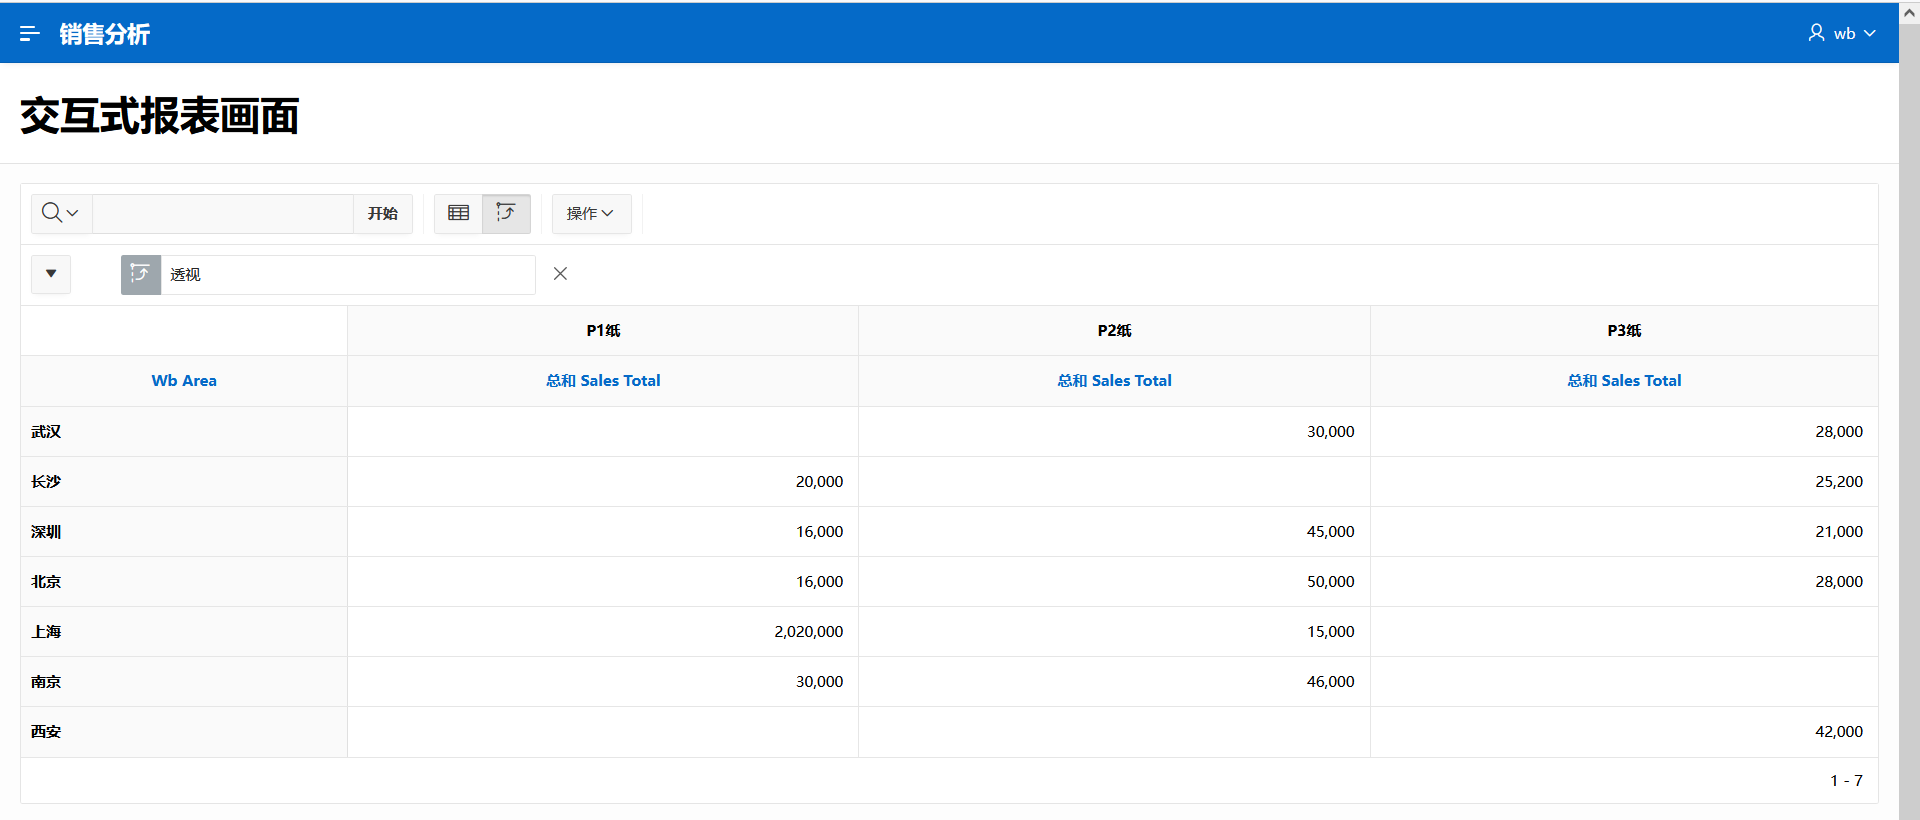 销售分析
wb
交互式报表画面
开始
操作
透视
P1纸 P2纸 P3纸
Wb Area 总和 Sales Total 总和 Sales Total 总和 Sales Total
武汉 30,000 28,000
长沙 20,000 25,200
深圳 16,000 45,000 21,000
北京 16,000 50,000 28,000
上海 2,020,000 15,000
南京 30,000 46,000
西安 42,000
1 - 7